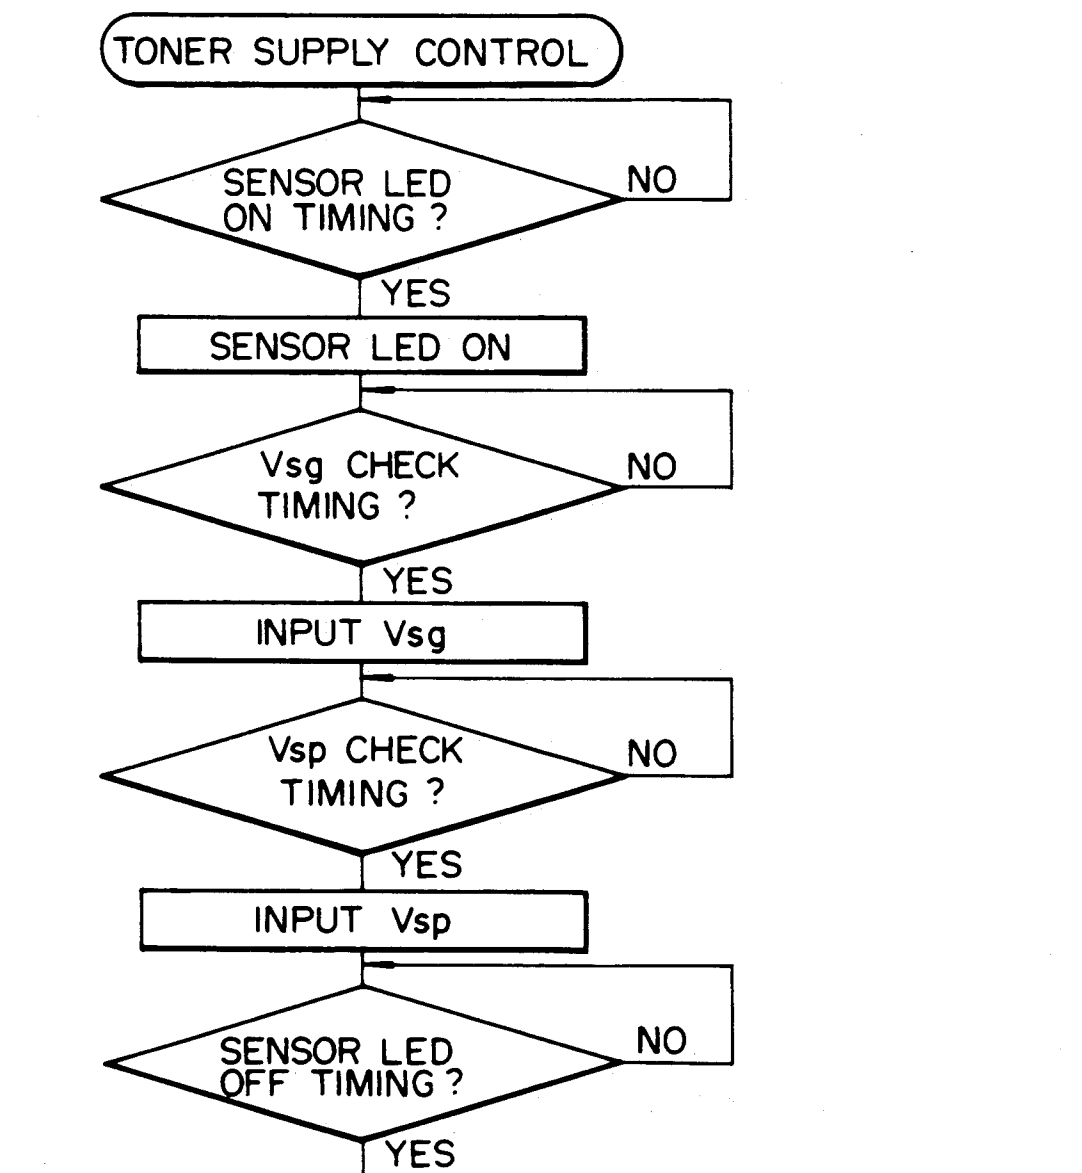 TONER SUPPLY CONTROL
SENSOR LED
ON TIMING ?
NO
YES
SENSOR LED ON
Vsg CHECK
TIMING ?
NO
YES
INPUT Vsg
Vsp CHECK
TIMING ?
NO
YES
INPUT Vsp
SENSOR LED
OFF TIMING ?
NO
YES